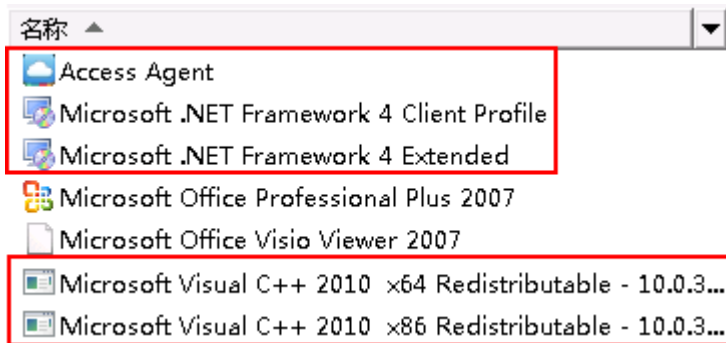 名称
Access Agent
Microsoft .NET Framework 4 Client Profile
Microsoft .NET Framework 4 Extended
Microsoft Office Professional Plus 2007
Microsoft Office Visio Viewer 2007
Microsoft Visual C++ 2010  x64 Redistributable - 10.0.3...
Microsoft Visual C++ 2010  x86 Redistributable - 10.0.3...